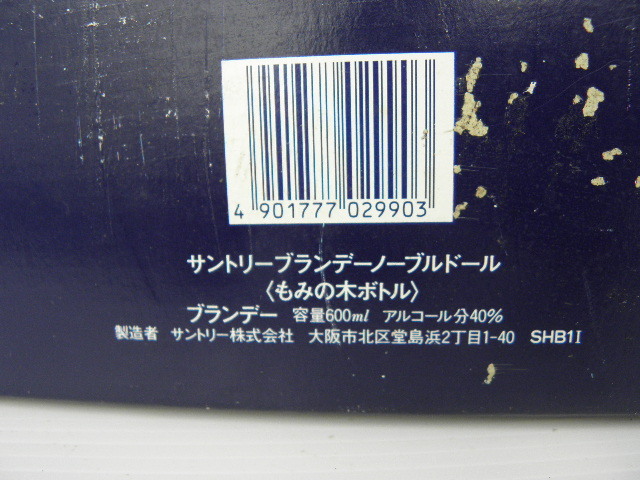 4 901777 029903
サントリーブランデーノーブルドール
〈もみの木ボトル〉
ブランデー 容量600ml アルコール分40%
製造者 サントリー株式会社 大阪市北区堂島浜2丁目1-40 SHB1I